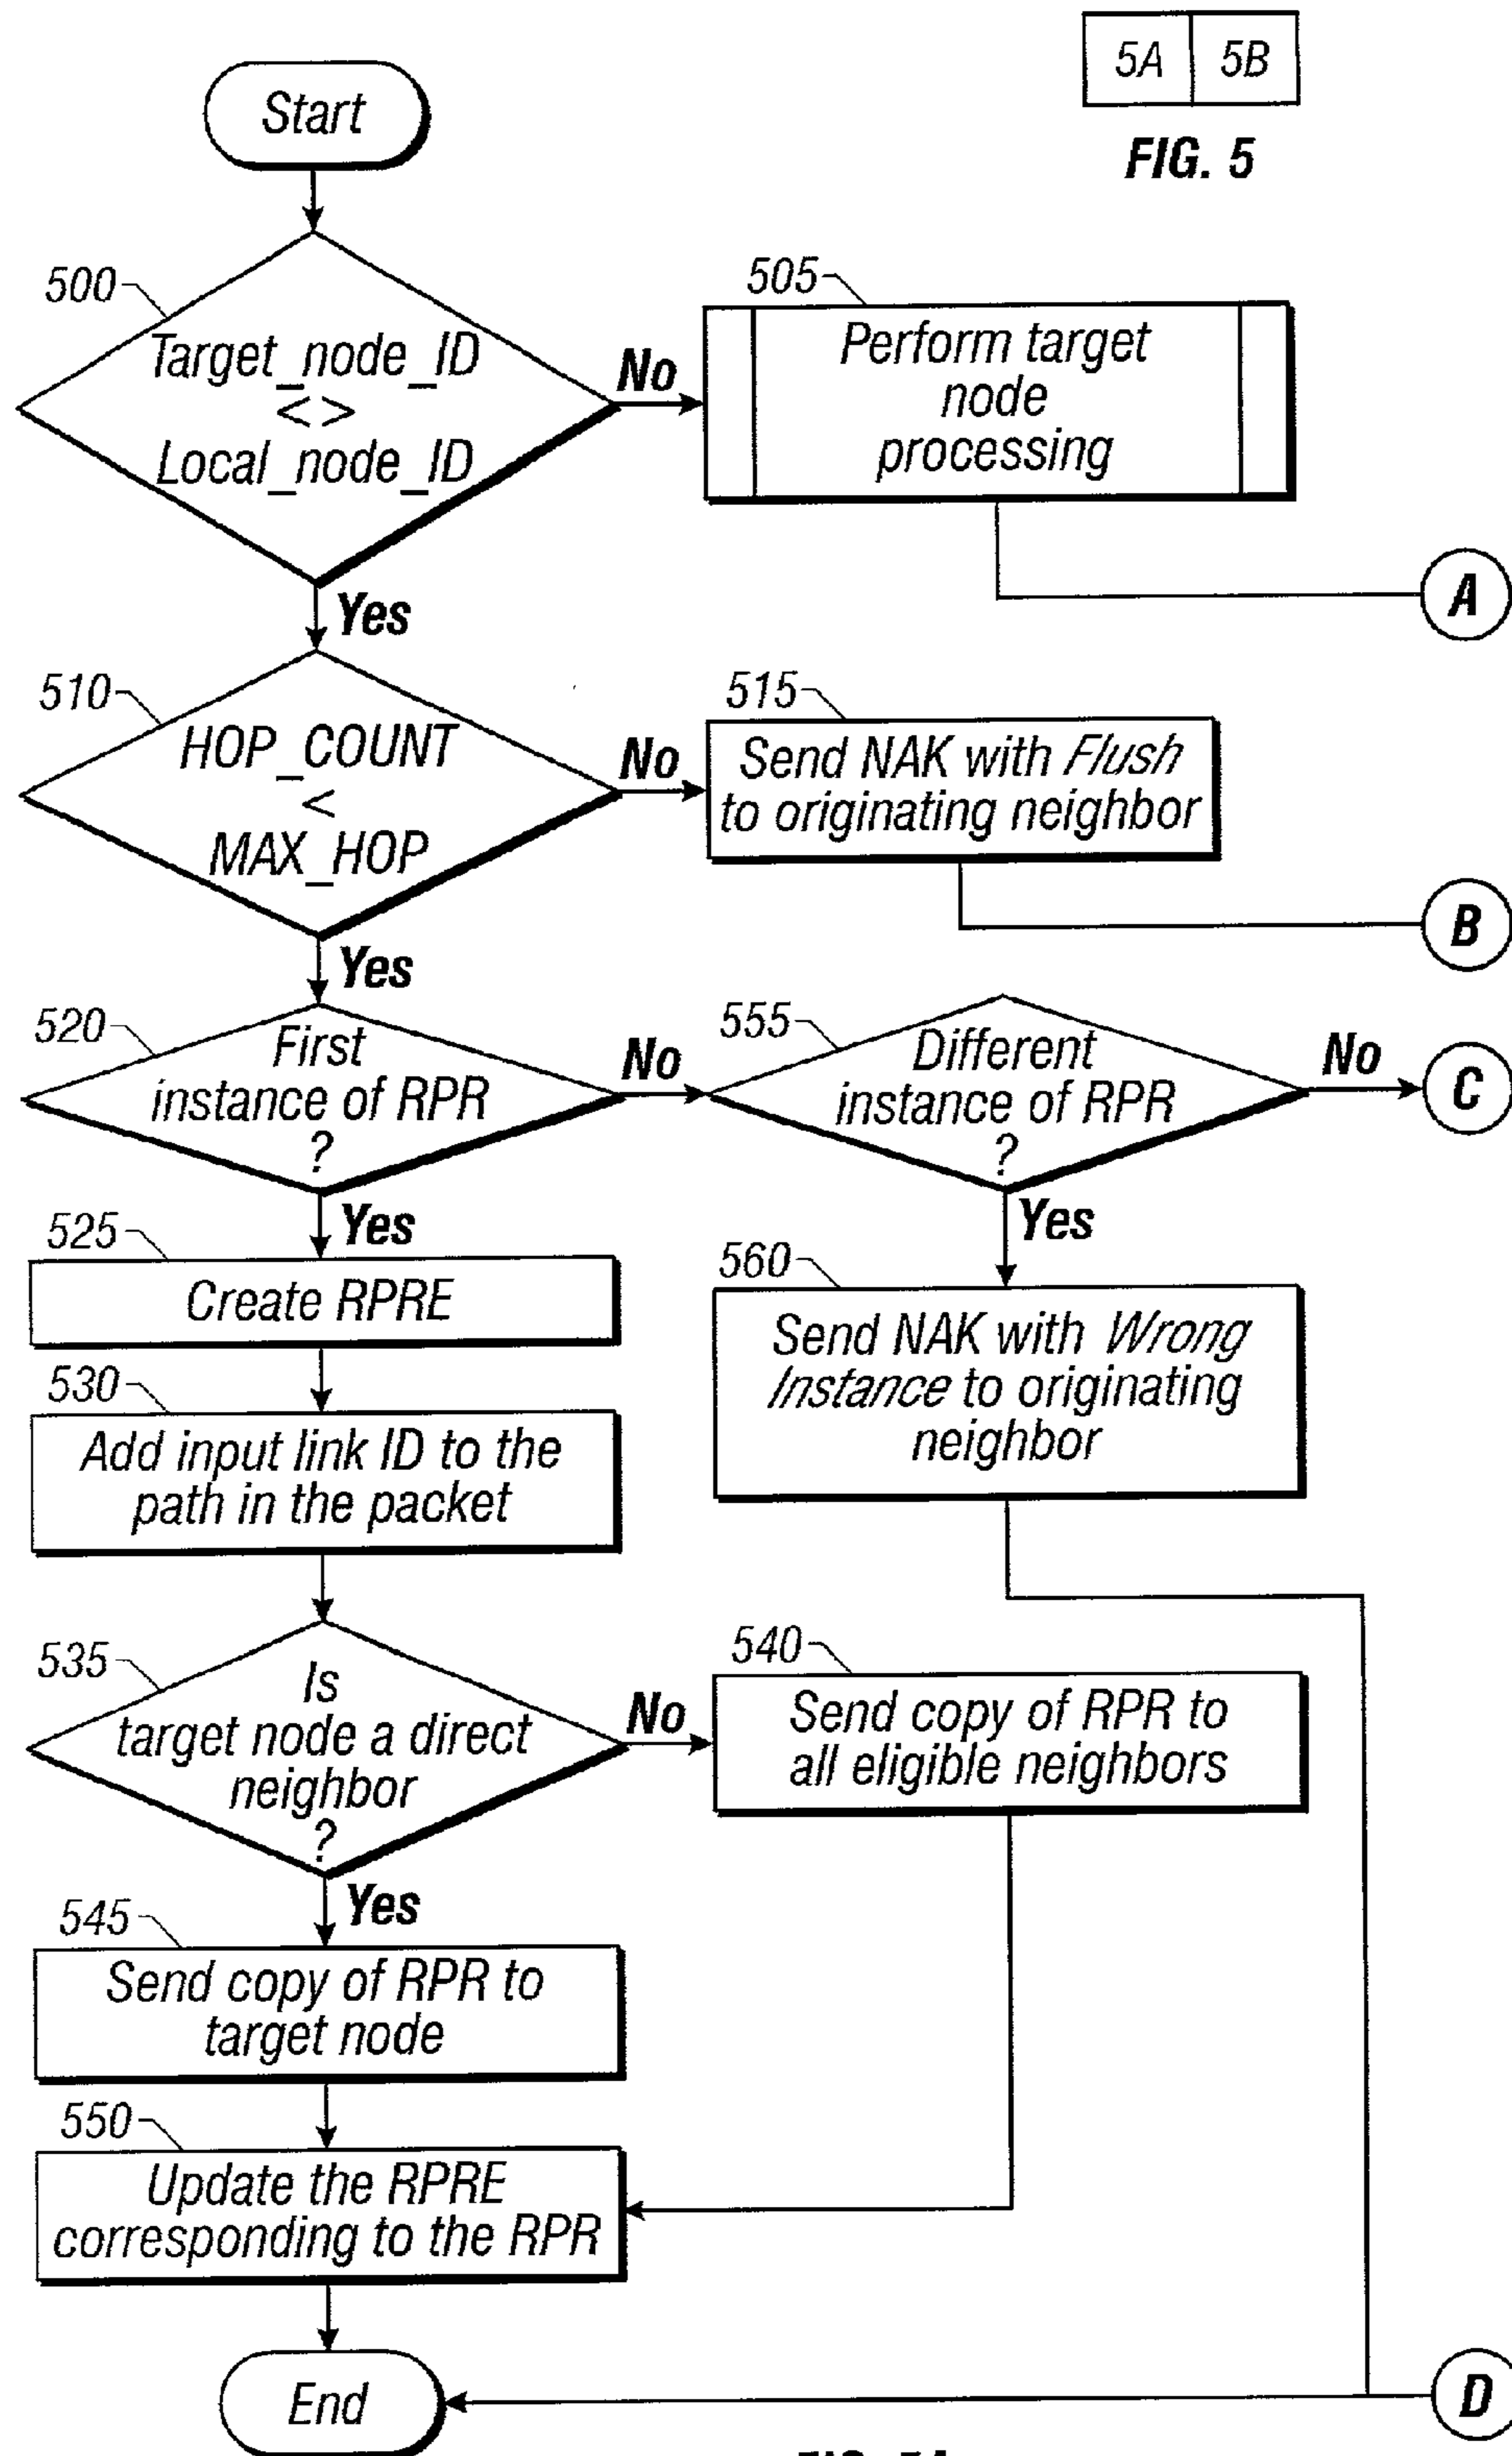 5A 5B
FIG. 5
Start
500
Target_node_ID
<>
Local_node_ID
No
505
Perform target
node
processing
A
Yes
510
HOP_COUNT
<
MAX_HOP
No
515
Send NAK with Flush
to originating neighbor
B
Yes
520
First
instance of RPR
?
No
555
Different
instance of RPR
?
No
C
Yes
525
Create RPRE
Yes
560
Send NAK with Wrong
Instance to originating
neighbor
530
Add input link ID to the
path in the packet
535
Is
target node a direct
neighbor
?
No
540
Send copy of RPR to
all eligible neighbors
Yes
545
Send copy of RPR to
target node
550
Update the RPRE
corresponding to the RPR
End
D
FIG. 5A